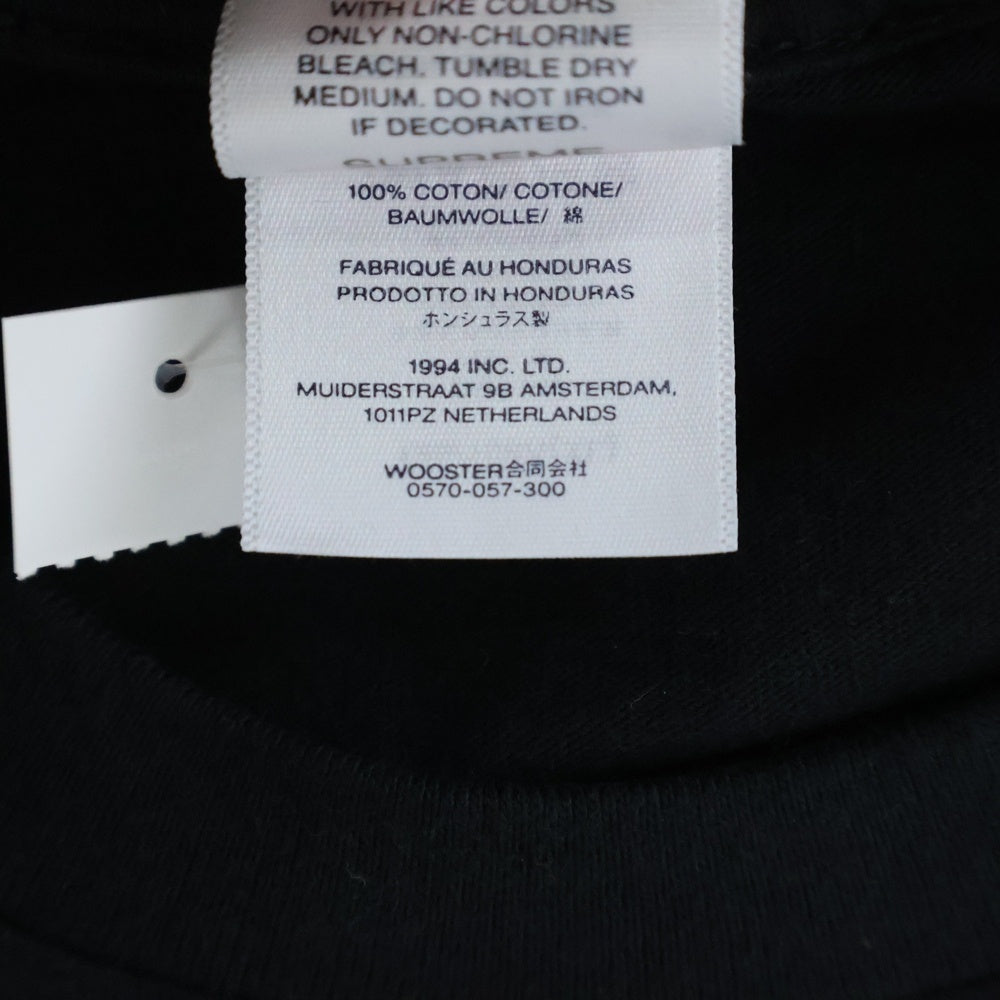 WITH LIKE COLORS
ONLY NON-CHLORINE
BLEACH. TUMBLE DRY
MEDIUM. DO NOT IRON
IF DECORATED.
SUPREME
100% COTON/ COTONE/
BAUMWOLLE/ 綿
FABRIQUÉ AU HONDURAS
PRODOTTO IN HONDURAS
ホンジュラス製
1994 INC. LTD.
MUIDERSTRAAT 9B AMSTERDAM,
1011PZ NETHERLANDS
WOOSTER合同会社
0570-057-300